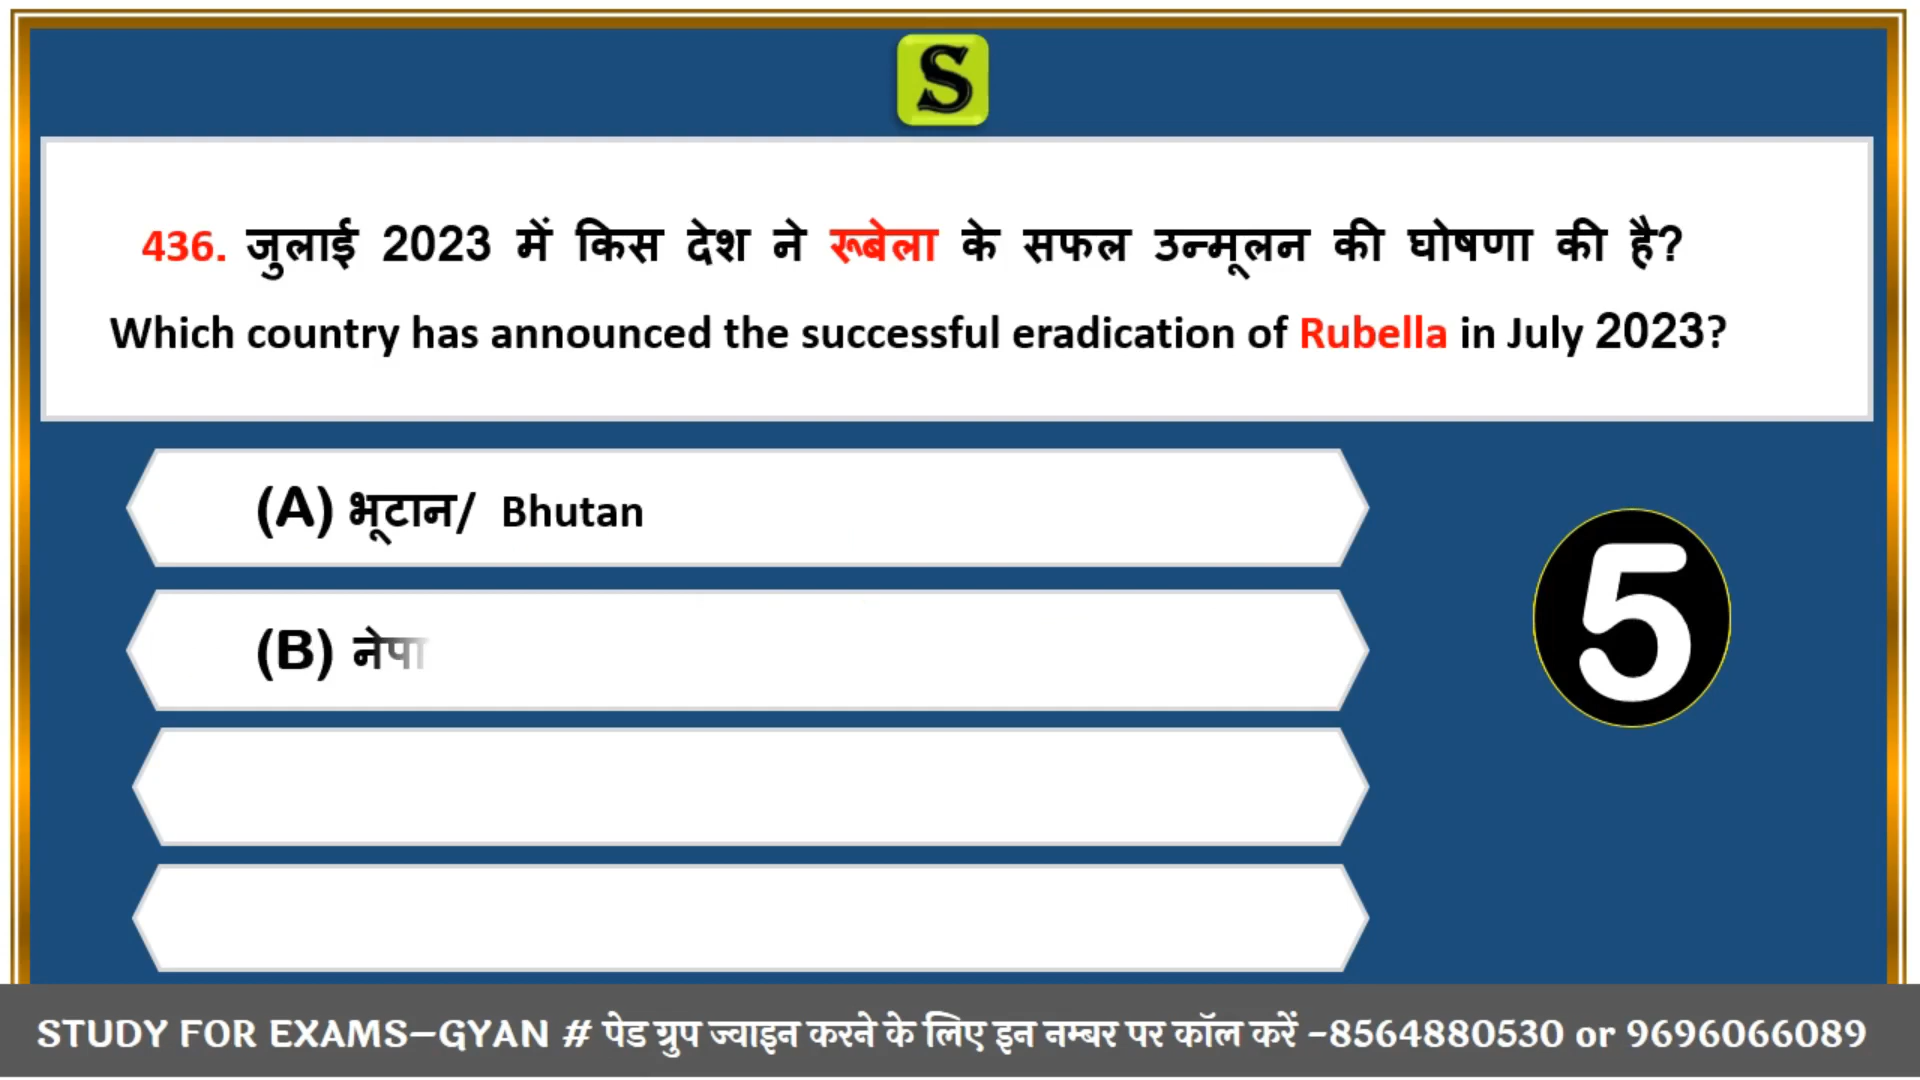 S
436. जुलाई 2023 में किस देश ने रूबेला के सफल उन्मूलन की घोषणा की है?
Which country has announced the successful eradication of Rubella in July 2023?
(A) भूटान/ Bhutan
(B) नेपा
5
STUDY FOR EXAMS–GYAN # पेड ग्रुप ज्वाइन करने के लिए इन नम्बर पर कॉल करें -8564880530 or 9696066089